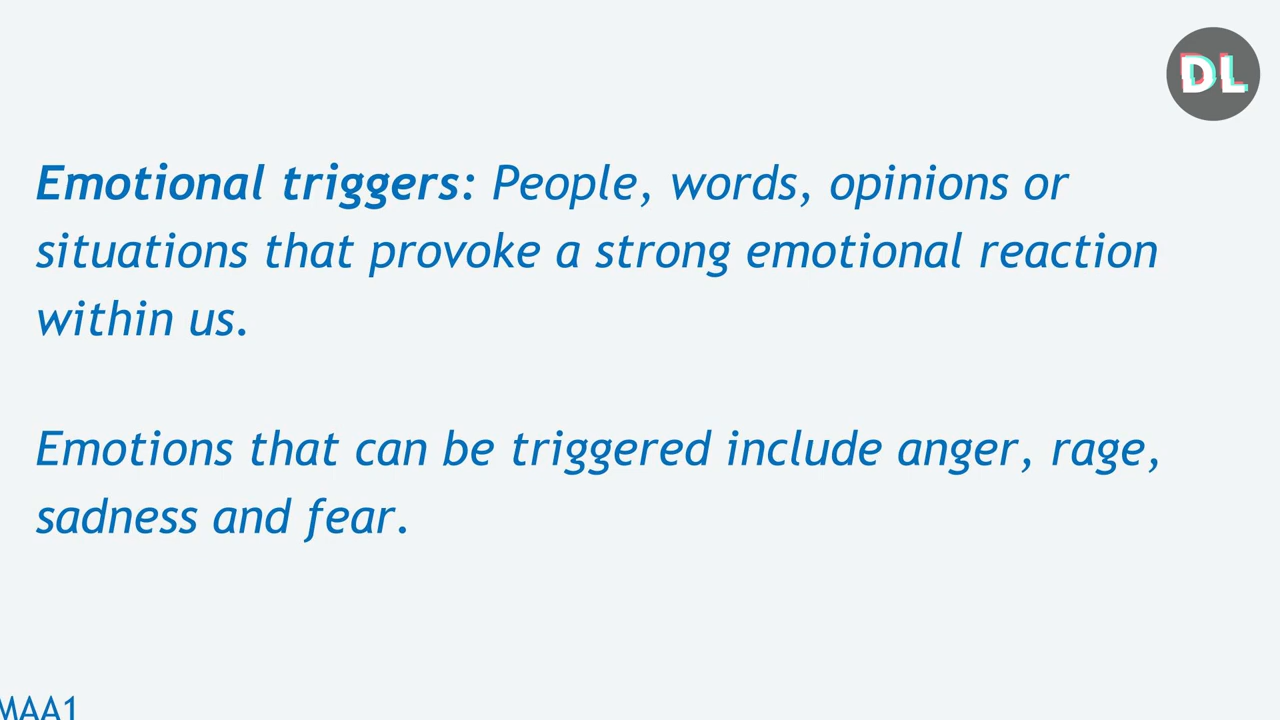 DL
Emotional triggers: People, words, opinions or
situations that provoke a strong emotional reaction
within us.
Emotions that can be triggered include anger, rage,
sadness and fear.
MAA1